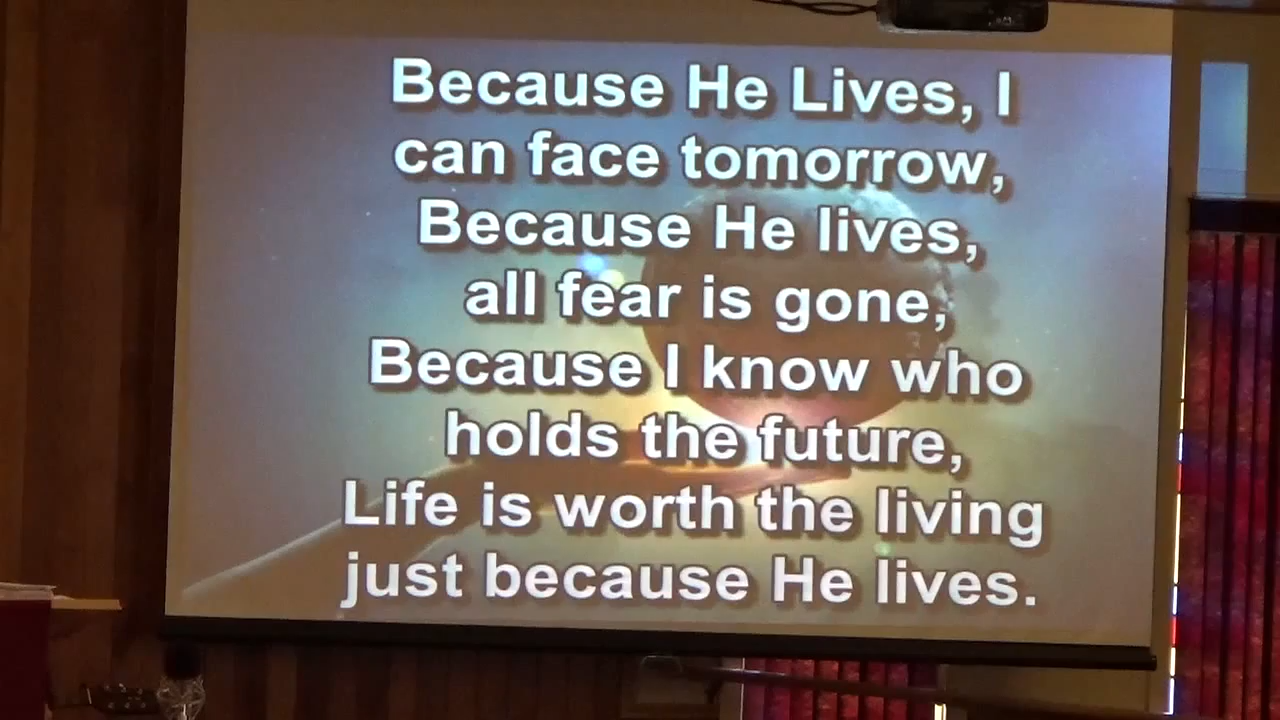 Because He Lives, I
can face tomorrow,
Because He lives,
all fear is gone,
Because I know who
holds the future,
Life is worth the living
just because He lives.